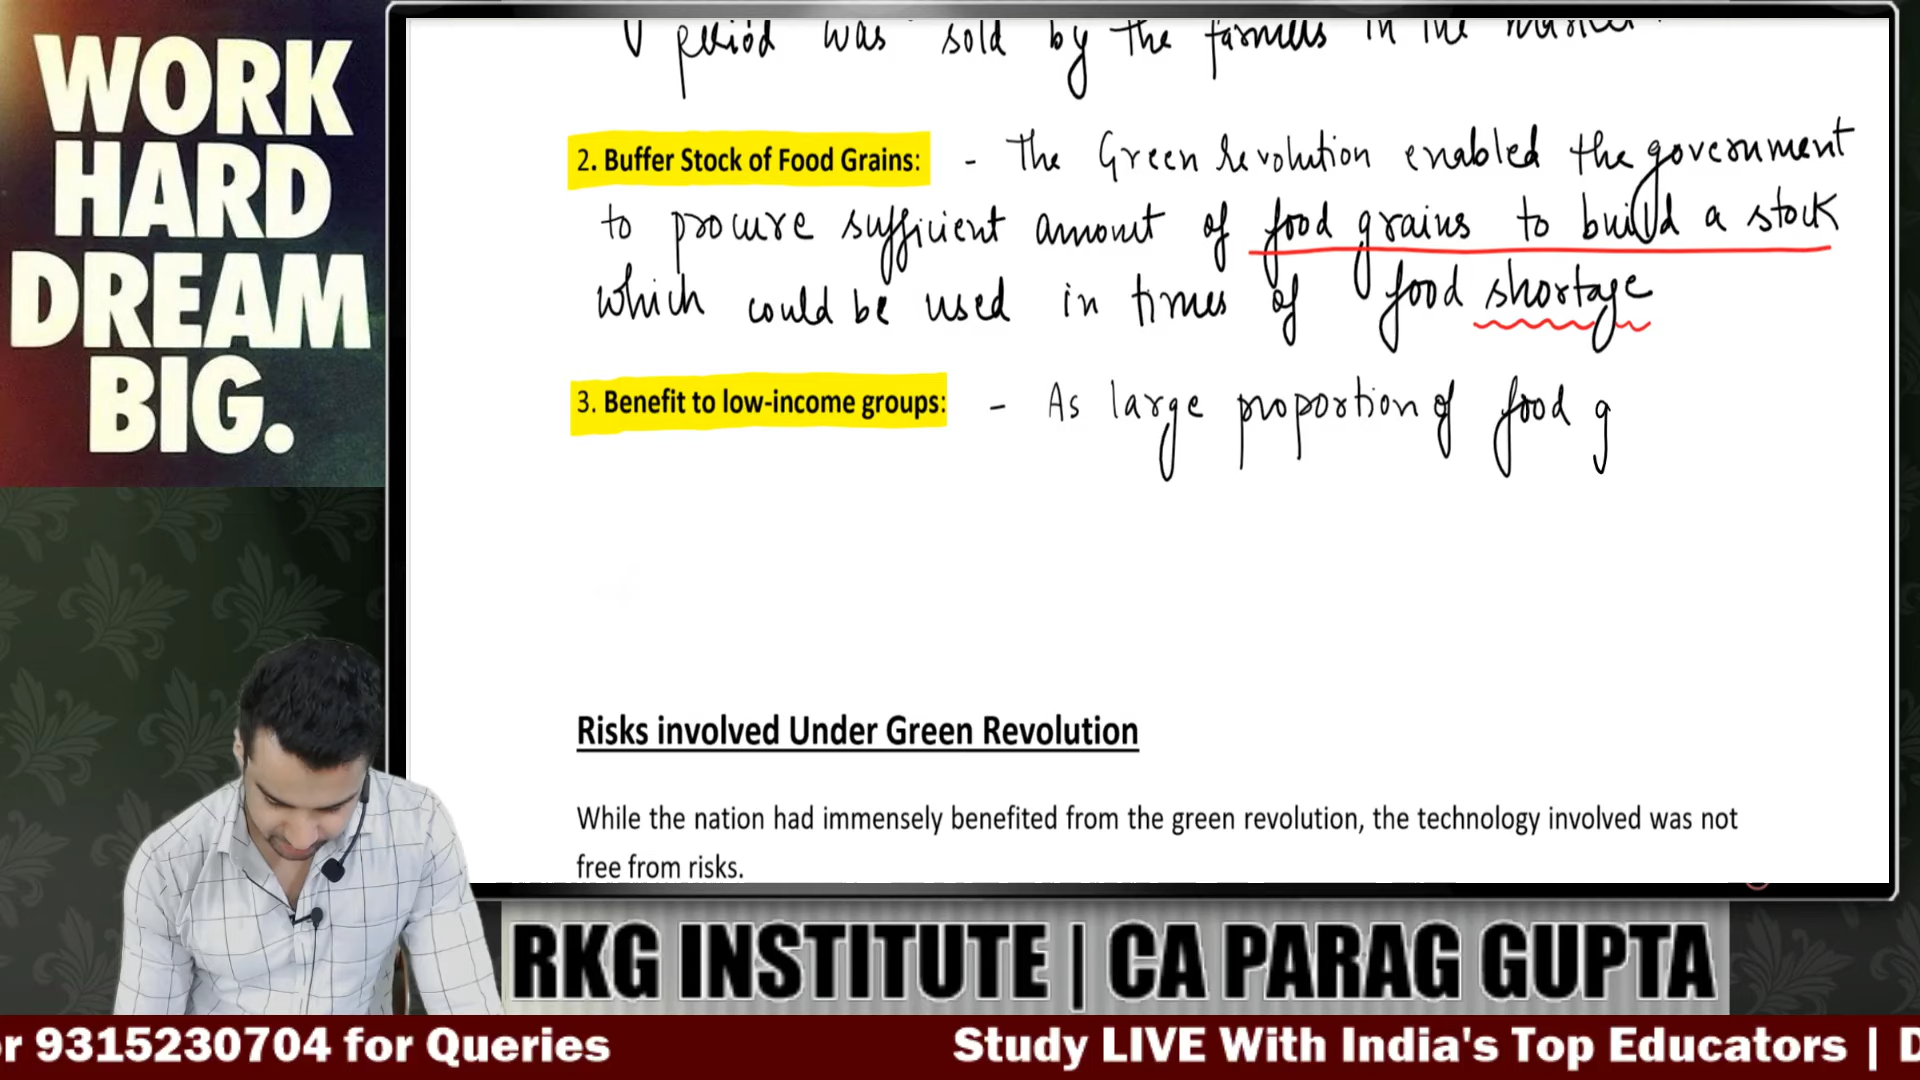 WORK
HARD
DREAM
BIG.
period was sold by the farmers in the market.
2. Buffer Stock of Food Grains: - The Green Revolution enabled the government
to procure sufficient amount of food grains to build a stock
which could be used in times of food shortage
3. Benefit to low-income groups: - As large proportion of food g
Risks involved Under Green Revolution
While the nation had immensely benefited from the green revolution, the technology involved was not
free from risks.
RKG INSTITUTE | CA PARAG GUPTA
or 9315230704 for Queries Study LIVE With India's Top Educators | D